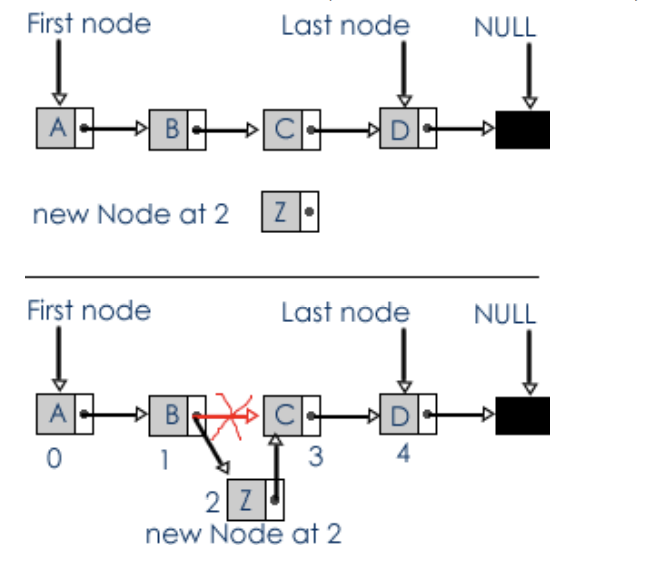 First node Last node NULL
A B C D
new Node at 2 Z
First node Last node NULL
A B C D
0 1 3 4
2 Z
new Node at 2